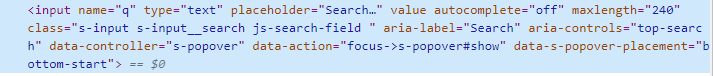 <input name="q" type="text" placeholder="Search…" value autocomplete="off" maxlength="240"
class="s-input s-input__search js-search-field " aria-label="Search" aria-controls="top-searc
h" data-controller="s-popover" data-action="focus->s-popover#show" data-s-popover-placement="b
ottom-start"> == $0